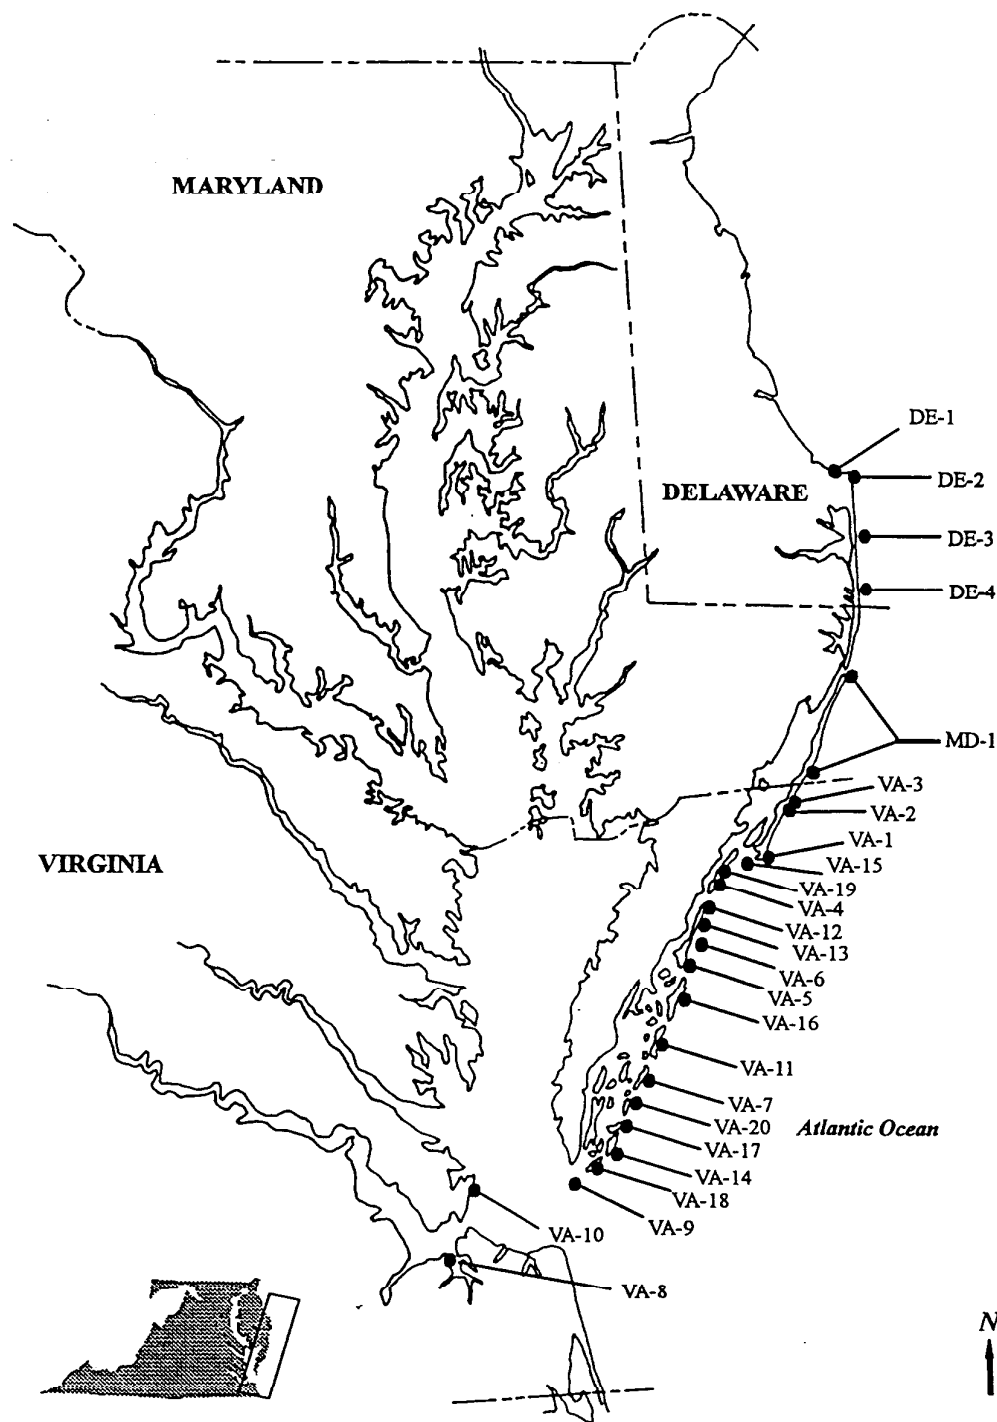 MARYLAND
DE-1
DE-2
DELAWARE
DE-3
DE-4
MD-1
VA-3
VA-2
VA-1
VIRGINIA
VA-15
VA-19
VA-4
VA-12
VA-13
VA-6
VA-5
VA-16
VA-11
VA-7
VA-20
Atlantic Ocean
VA-17
VA-14
VA-18
VA-9
VA-10
VA-8
N